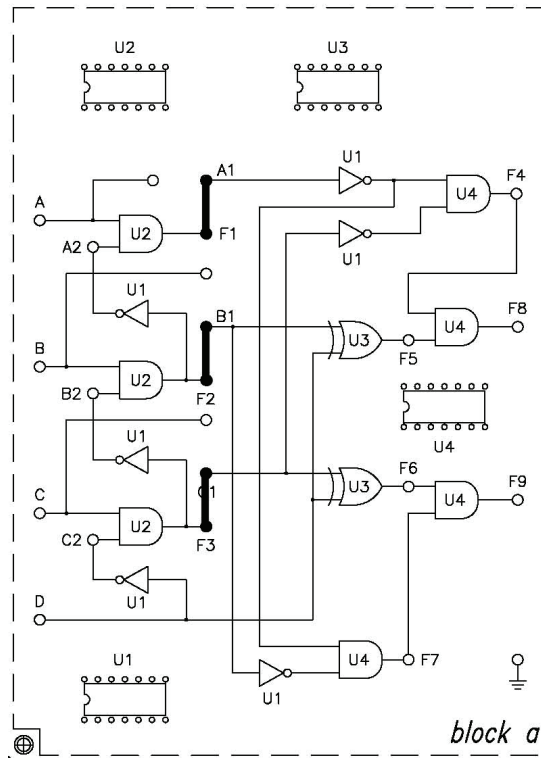 U2 U3
A1 U1 F4
A U4
U2 F1
A2 U1
U1
B1 F8
B U3 U4
U2 F5
B2 F2
U1 U4
F6
C1 U3 F9
C U4
U2
C2 F3
U1
D
U4 F7
U1 U1
block a